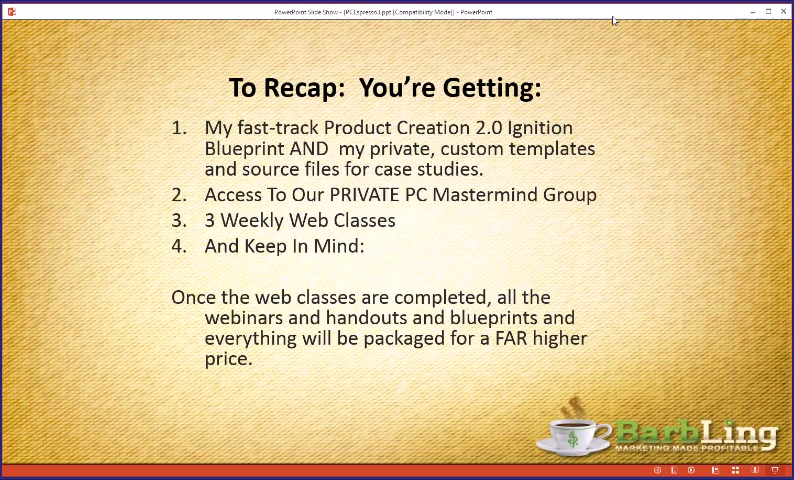 PowerPoint Slide Show - [PCEspresso3.ppt [Compatibility Mode]] - PowerPoint
To Recap:  You're Getting:
1. My fast-track Product Creation 2.0 Ignition
Blueprint AND  my private, custom templates
and source files for case studies.
2. Access To Our PRIVATE PC Mastermind Group
3. 3 Weekly Web Classes
4. And Keep In Mind:
Once the web classes are completed, all the
webinars and handouts and blueprints and
everything will be packaged for a FAR higher
price.
$
BarbLing
MARKETING MADE PROFITABLE